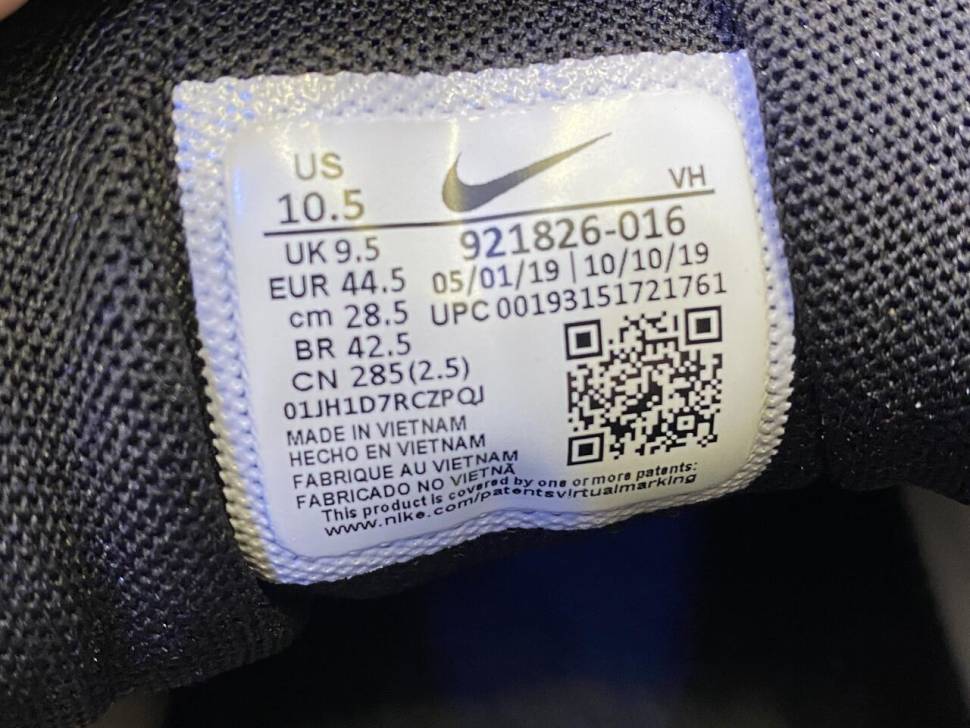 US
10.5
VH
UK 9.5
921826-016
EUR 44.5
05/01/19 | 10/10/19
cm 28.5
UPC 00193151721761
BR 42.5
CN 285(2.5)
01JH1D7RCZPQJ
MADE IN VIETNAM
HECHO EN VIETNAM
FABRIQUE AU VIETNAM
FABRICADO NO VIETNÃ
This product is covered by one or more patents:
www.nike.com/patentsvirtualmarking